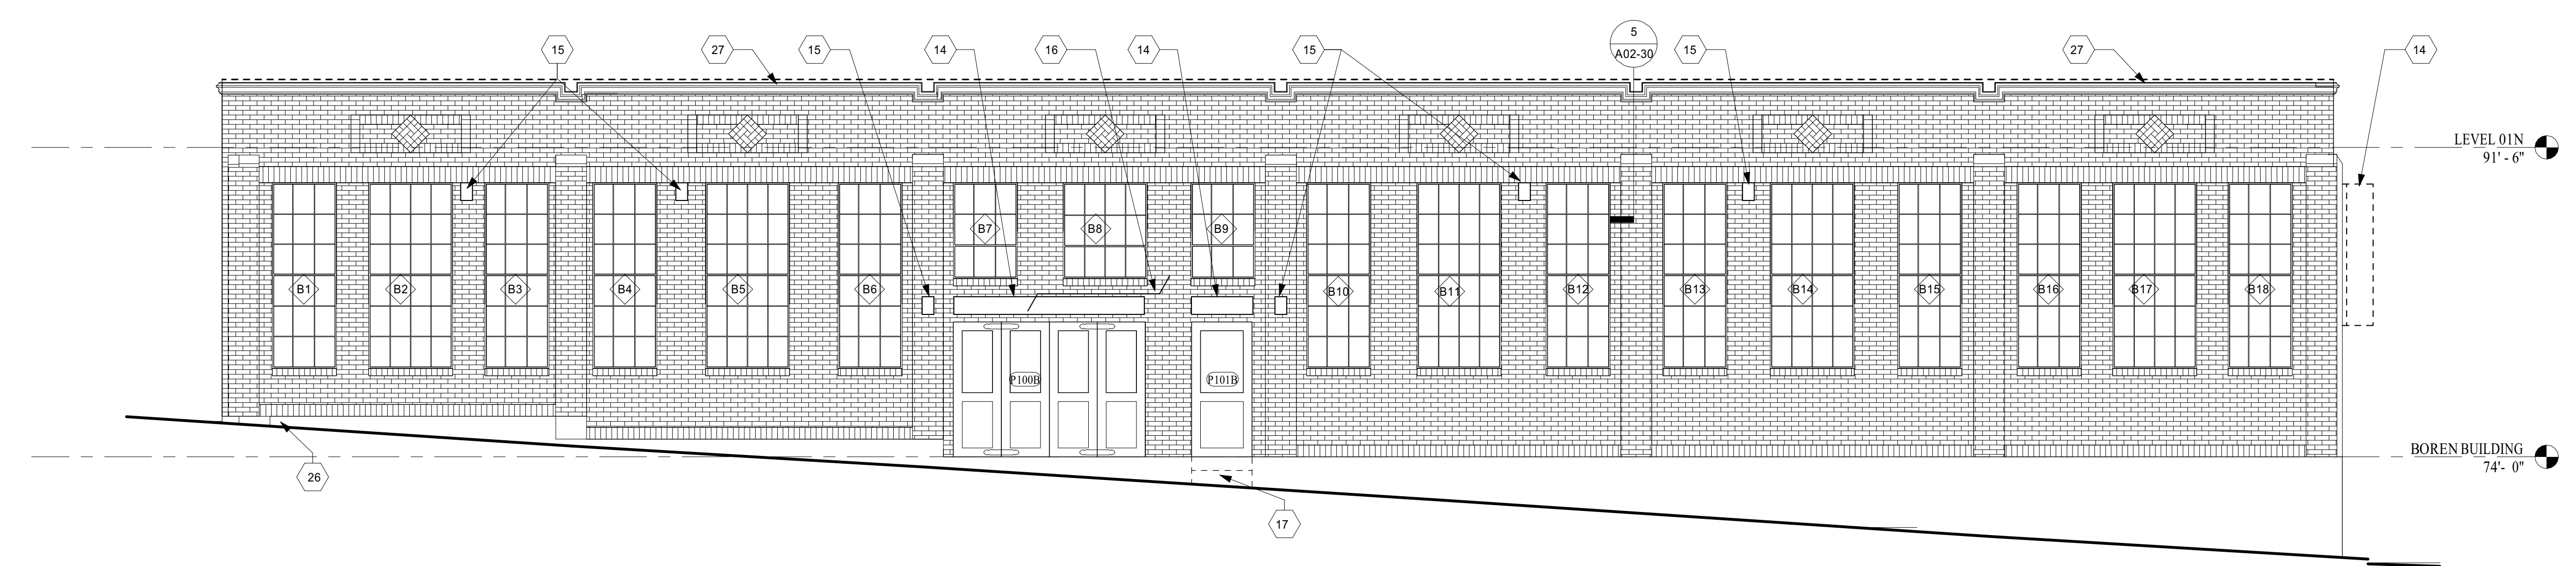 5
A02-30
15
27
15
14
16
14
15
15
27
14
LEVEL 01N
91' - 6"
B7
B8
B9
B1
B2
B3
B4
B5
B6
B10
B11
B12
B13
B14
B15
B16
B17
B18
P100B
P101B
BOREN BUILDING
74'- 0"
26
17